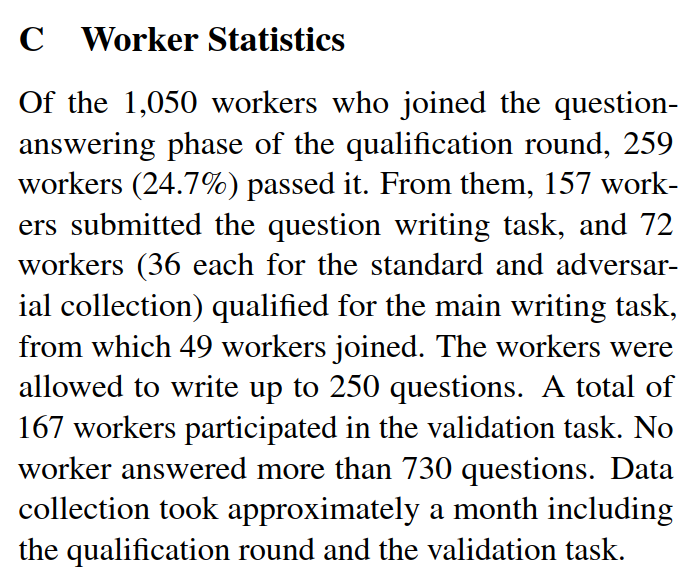 C Worker Statistics
Of the 1,050 workers who joined the question-
answering phase of the qualification round, 259
workers (24.7%) passed it. From them, 157 work-
ers submitted the question writing task, and 72
workers (36 each for the standard and adversar-
ial collection) qualified for the main writing task,
from which 49 workers joined. The workers were
allowed to write up to 250 questions. A total of
167 workers participated in the validation task. No
worker answered more than 730 questions. Data
collection took approximately a month including
the qualification round and the validation task.